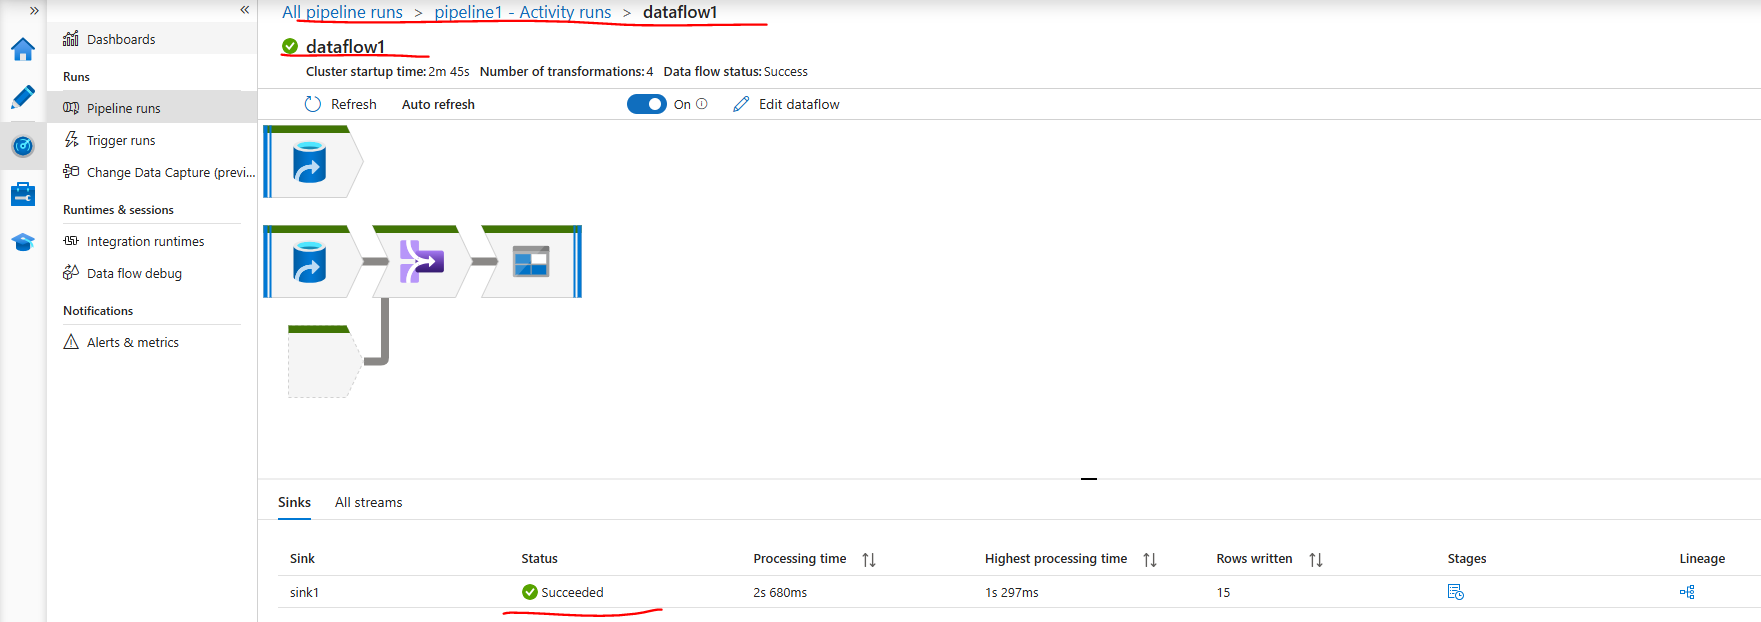 All pipeline runs > pipeline1 - Activity runs > dataflow1
dataflow1
Cluster startup time: 2m 45s Number of transformations: 4 Data flow status: Success
Refresh Auto refresh On Edit dataflow
Dashboards
Runs
Pipeline runs
Trigger runs
Change Data Capture (previ...
Runtimes & sessions
Integration runtimes
Data flow debug
Notifications
Alerts & metrics
Sinks All streams
Sink Status Processing time Highest processing time Rows written Stages Lineage
sink1 Succeeded 2s 680ms 1s 297ms 15